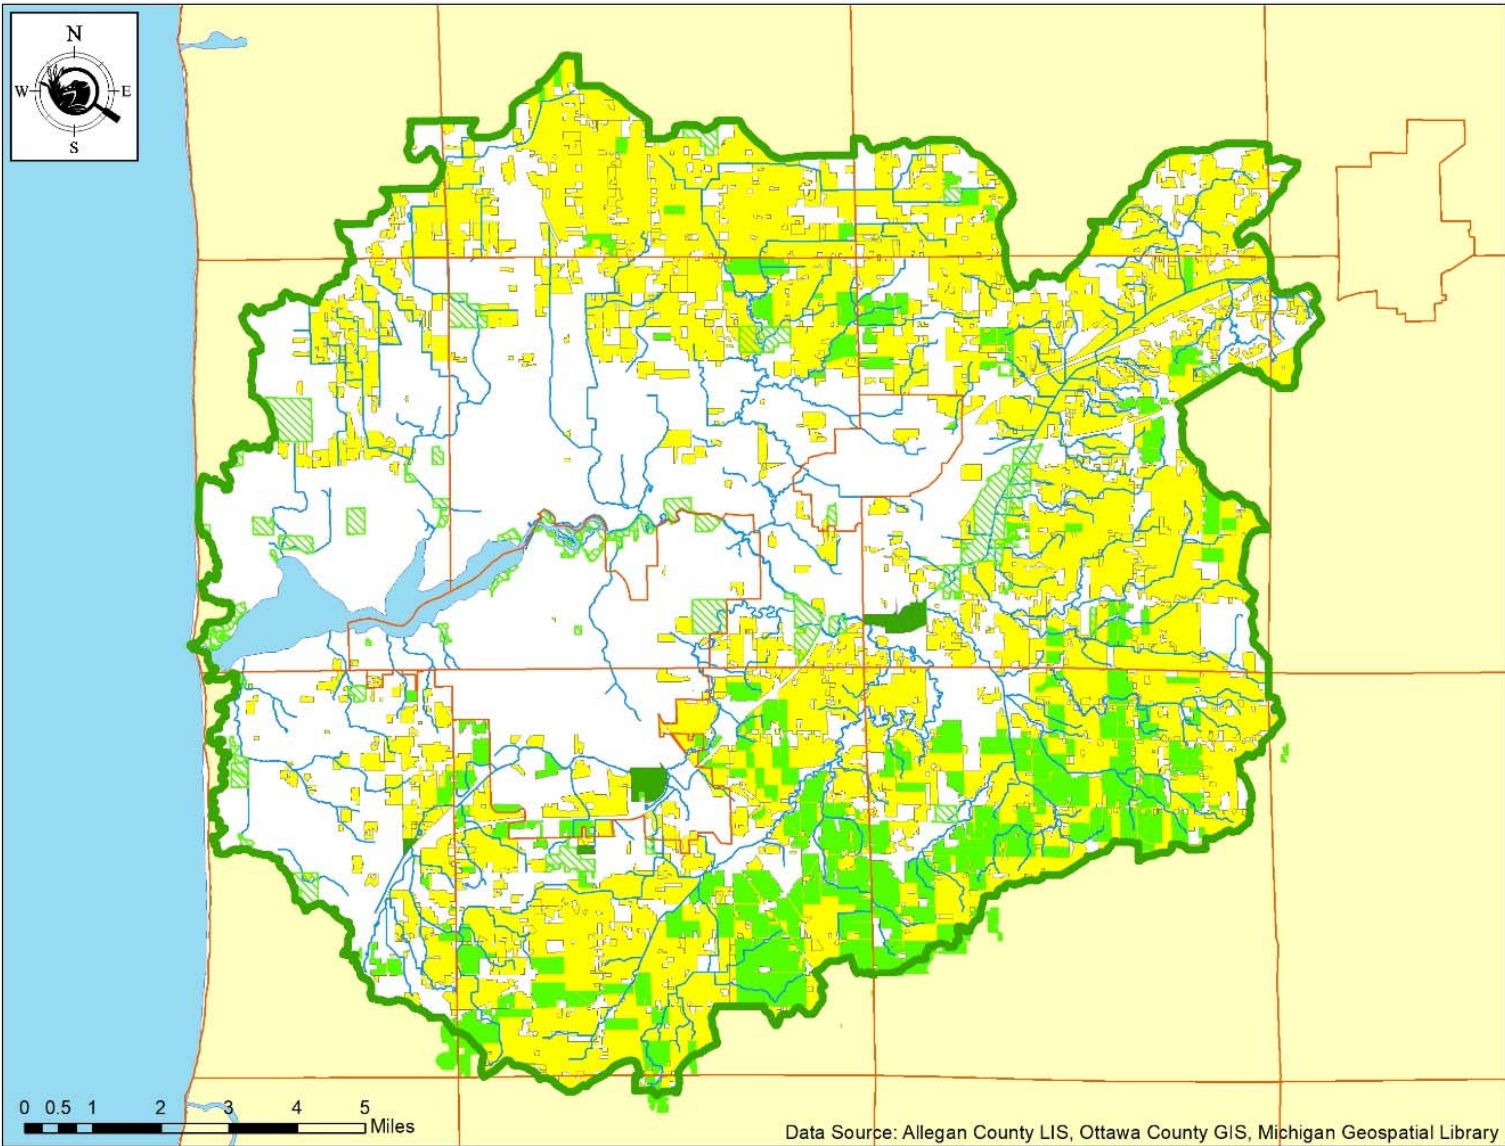 N
W E
S
0 0.5 1 2 3 4 5
Miles
Data Source: Allegan County LIS, Ottawa County GIS, Michigan Geospatial Library